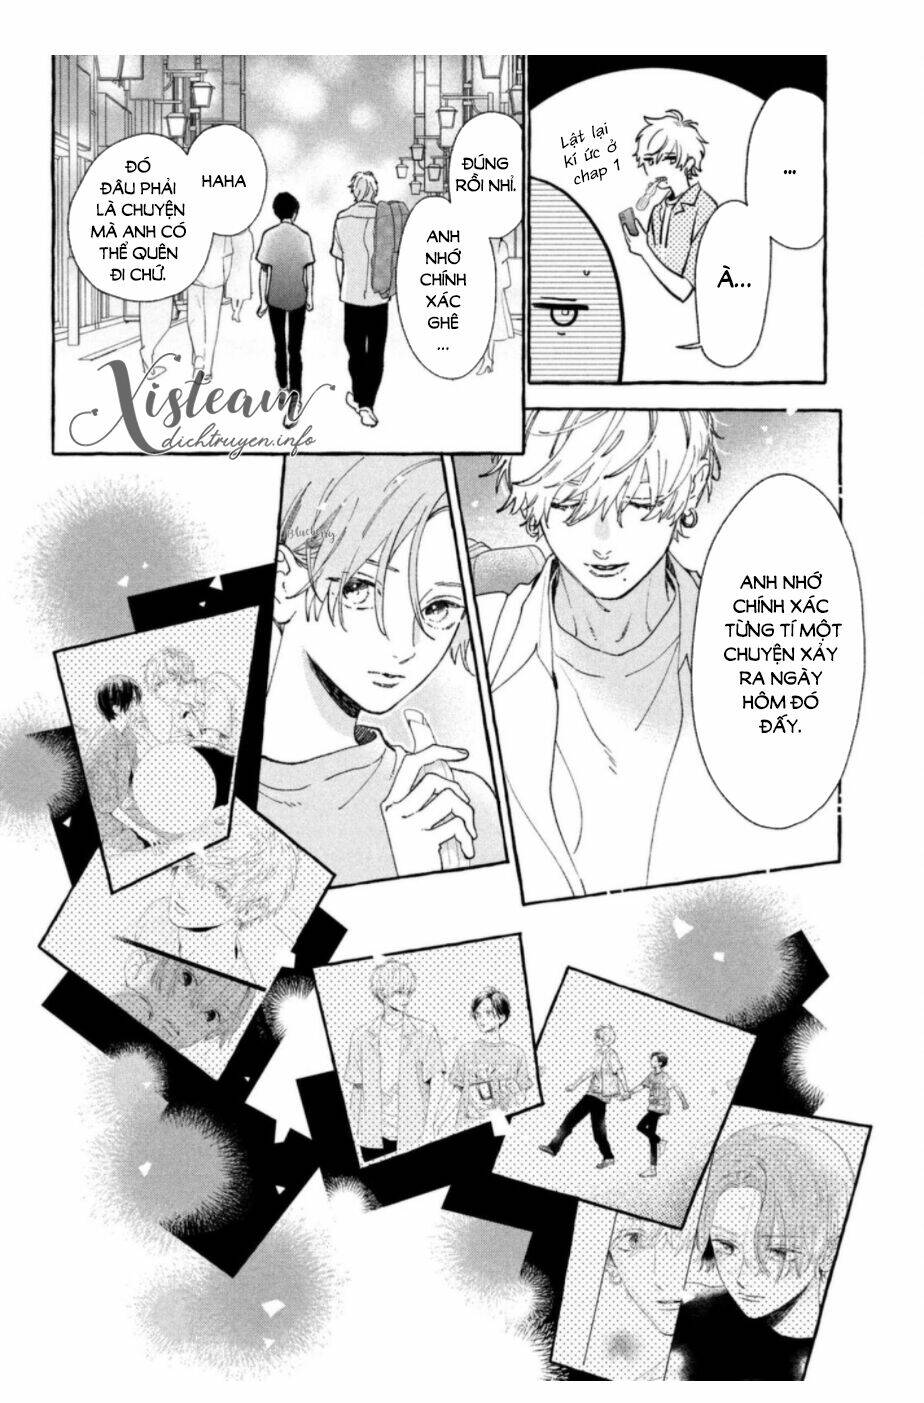 ...
À...
Lật lại
kí ức ở
chap 1
ĐÚNG
RỒI NHỈ.
ANH
NHỚ
CHÍNH
XÁC
GHÊ
...
HAHA
ĐÓ
ĐÂU PHẢI
LÀ CHUYỆN
MÀ ANH CÓ
THỂ QUÊN
ĐI CHỨ.
Xisteam
dichtruyen.info
ANH NHỚ
CHÍNH XÁC
TỪNG TÍ MỘT
CHUYỆN XẢY
RA NGÀY
HÔM ĐÓ
ĐẤY.
Blueberry